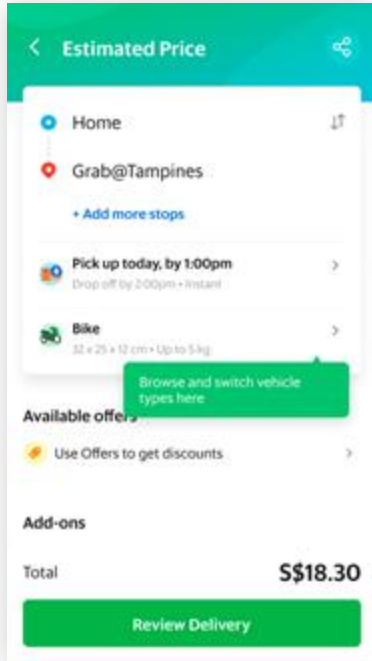 Estimated Price
Home
Grab@Tampines
+ Add more stops
Pick up today, by 1:00pm
Drop off by 2:00pm • Instant
Bike
32 x 25 x 12 cm • Up to 5 kg
Browse and switch vehicle
types here
Available offers
Use Offers to get discounts
Add-ons
Total
S$18.30
Review Delivery